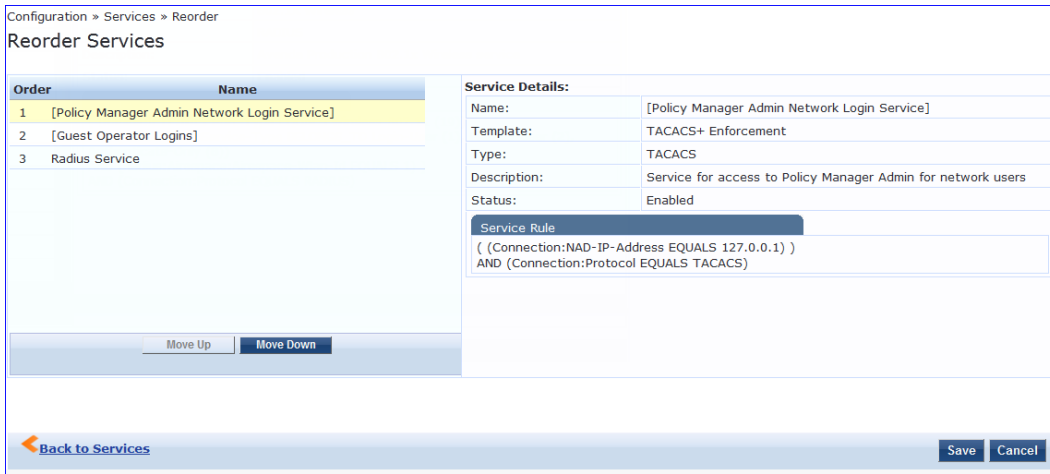 Configuration » Services » Reorder
Reorder Services
Order Name
1 [Policy Manager Admin Network Login Service]
2 [Guest Operator Logins]
3 Radius Service
Move Up Move Down
Service Details:
Name: [Policy Manager Admin Network Login Service]
Template: TACACS+ Enforcement
Type: TACACS
Description: Service for access to Policy Manager Admin for network users
Status: Enabled
Service Rule
( (Connection:NAD-IP-Address EQUALS 127.0.0.1) )
AND (Connection:Protocol EQUALS TACACS)
Back to Services
Save Cancel